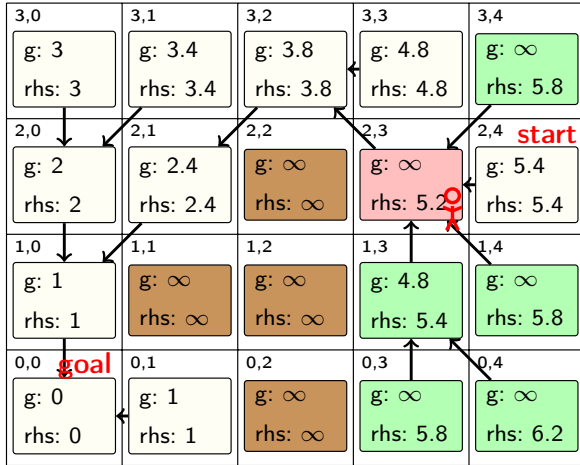 3,0 3,1 3,2 3,3 3,4
g: 3 g: 3.4 g: 3.8 g: 4.8 g: ∞
rhs: 3 rhs: 3.4 rhs: 3.8 rhs: 4.8 rhs: 5.8
2,0 2,1 2,2 2,3 2,4 start
g: 2 g: 2.4 g: ∞ g: ∞ g: 5.4
rhs: 2 rhs: 2.4 rhs: ∞ rhs: 5.2 rhs: 5.4
1,0 1,1 1,2 1,3 1,4
g: 1 g: ∞ g: ∞ g: 4.8 g: ∞
rhs: 1 rhs: ∞ rhs: ∞ rhs: 5.4 rhs: 5.8
0,0 goal 0,1 0,2 0,3 0,4
g: 0 g: 1 g: ∞ g: ∞ g: ∞
rhs: 0 rhs: 1 rhs: ∞ rhs: 5.8 rhs: 6.2